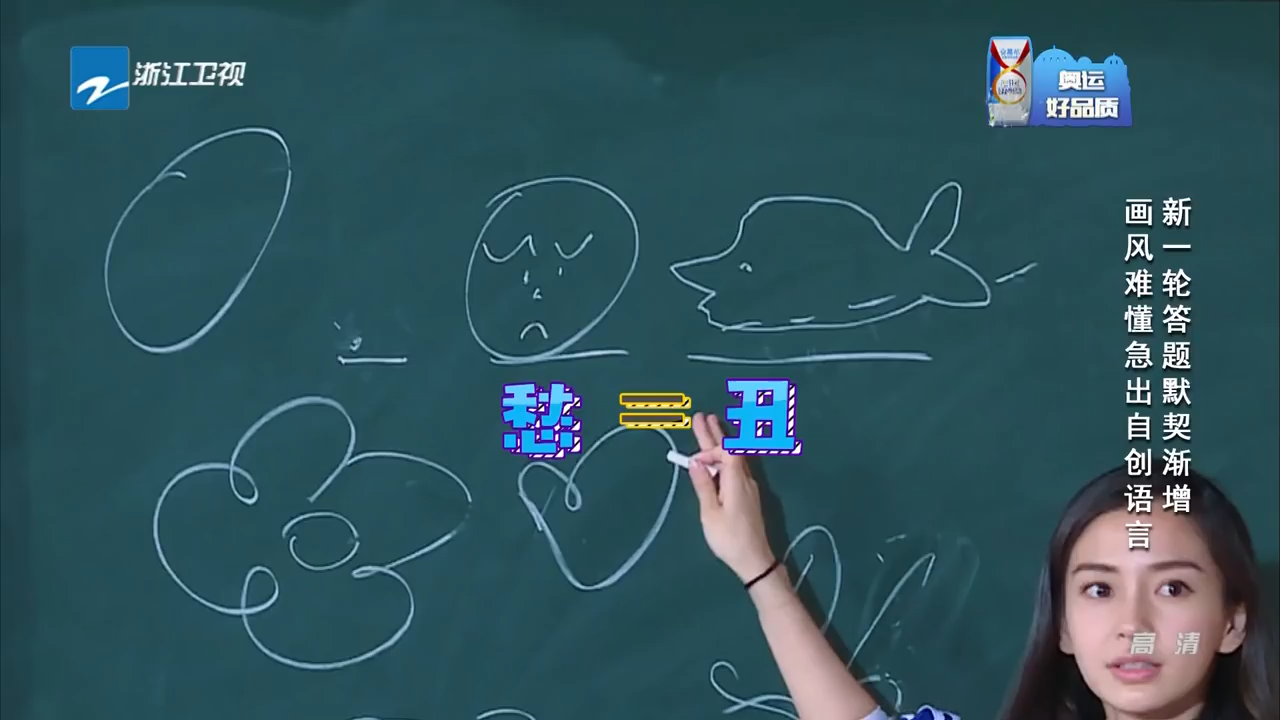 浙江卫视
奥运
好品质
新一轮答题默契渐增
画风难懂急出自创语言
愁=丑
高清